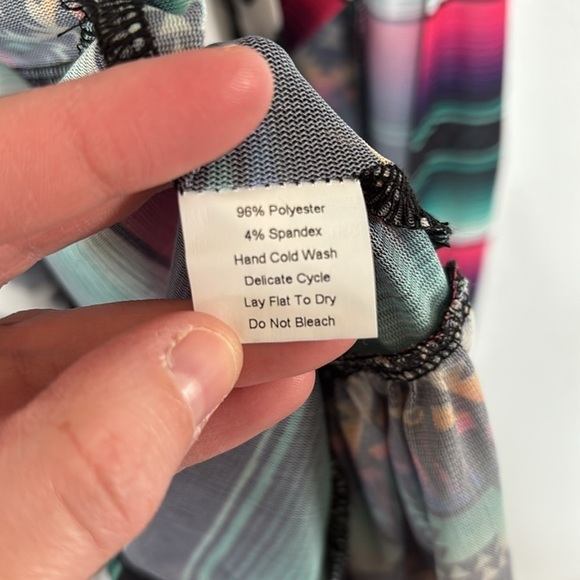 96% Polyester
4% Spandex
Hand Cold Wash
Delicate Cycle
Lay Flat To Dry
Do Not Bleach